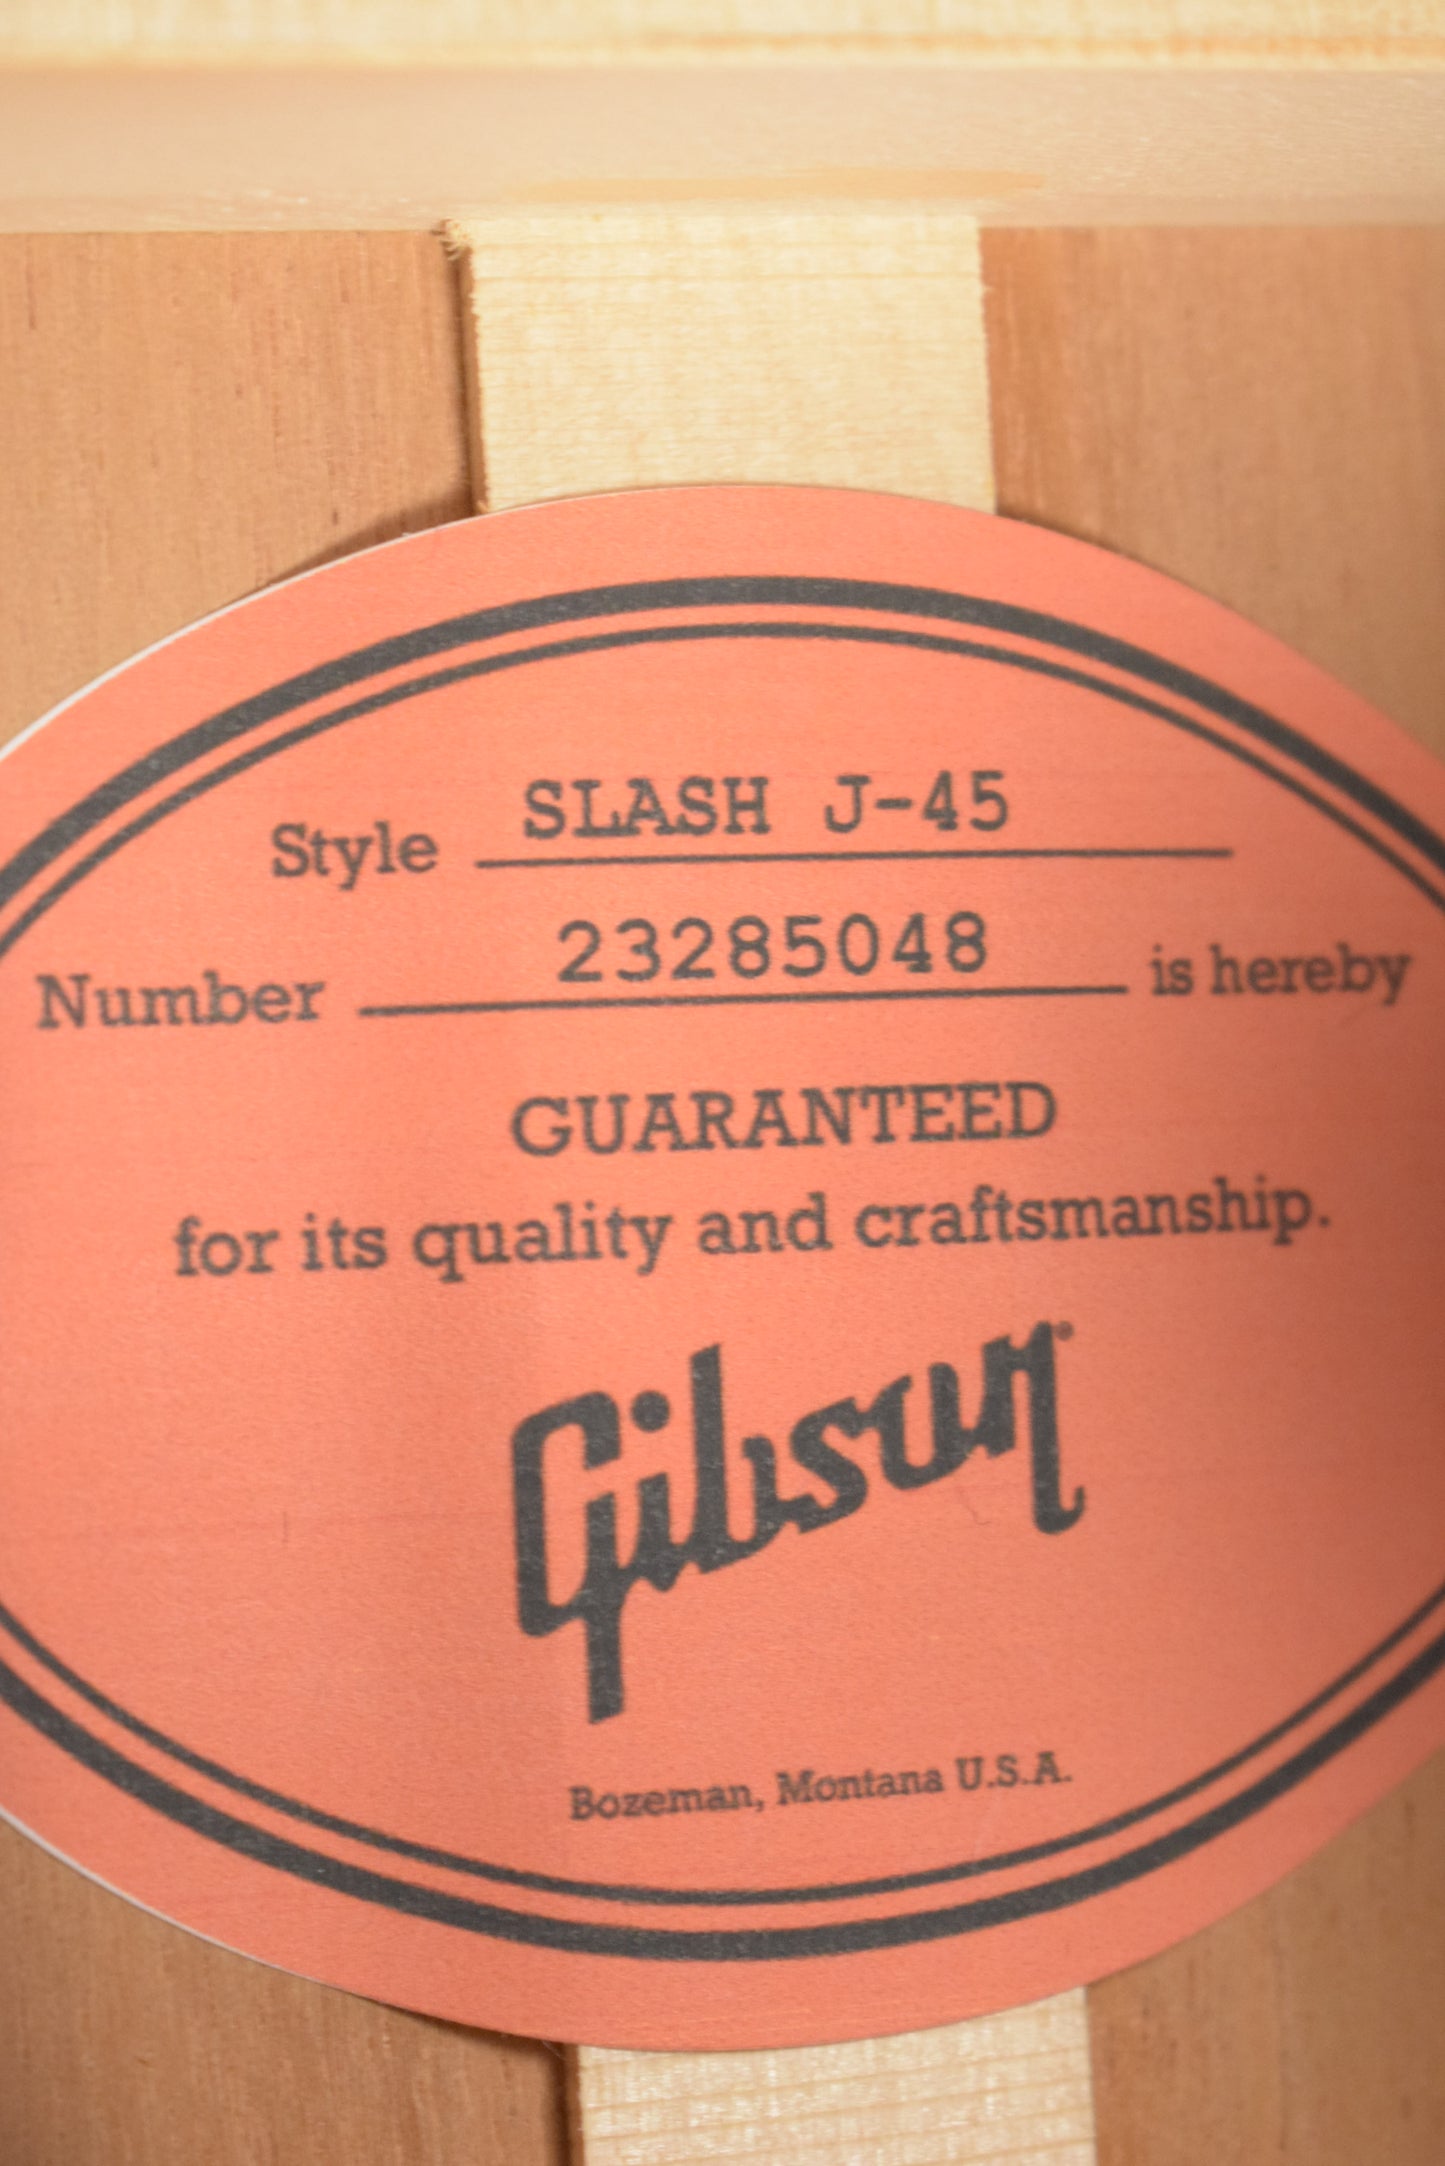 Style SLASH J-45
Number 23285048 is hereby
GUARANTEED
for its quality and craftsmanship.
Gibson®
Bozeman, Montana U.S.A.